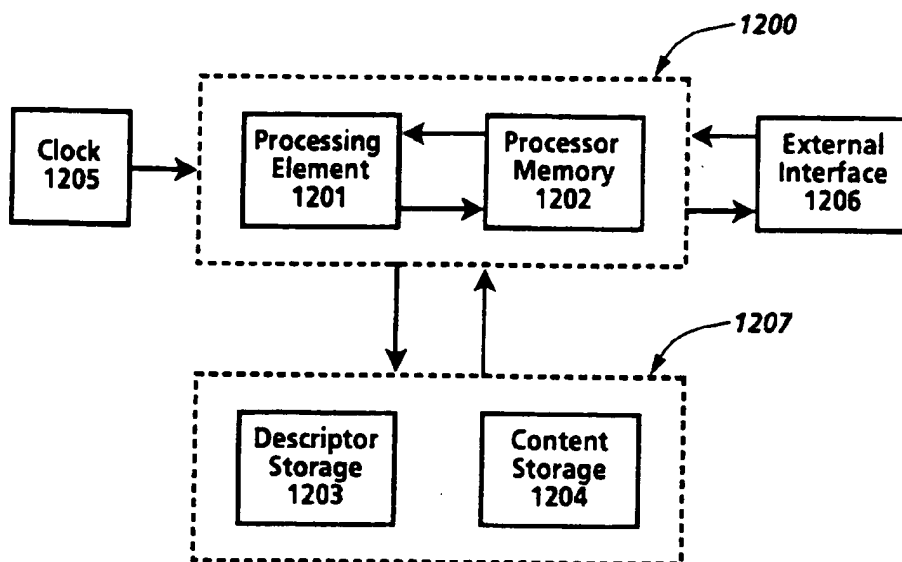 1200
Clock
1205
Processing
Element
1201
Processor
Memory
1202
External
Interface
1206
1207
Descriptor
Storage
1203
Content
Storage
1204